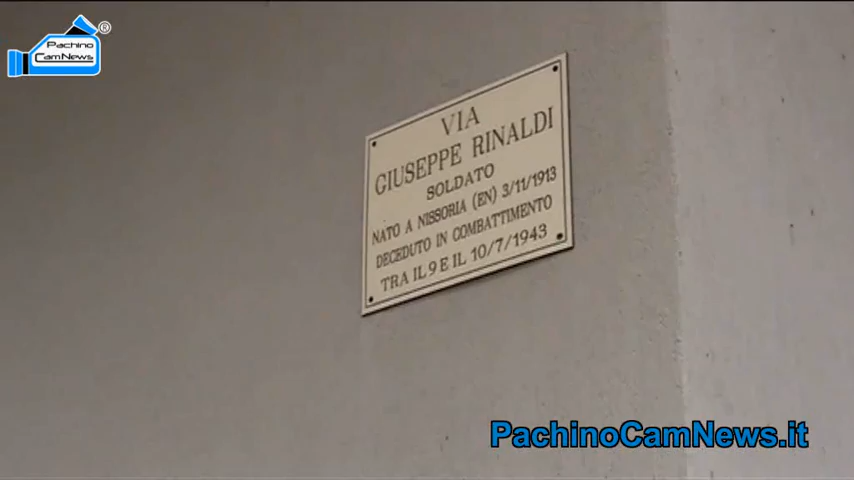 Pachino
CamNews
®
VIA
GIUSEPPE RINALDI
SOLDATO
NATO A NISSORIA (EN) 3/11/1913
DECEDUTO IN COMBATTIMENTO
TRA IL 9 E IL 10/7/1943
PachinoCamNews.it